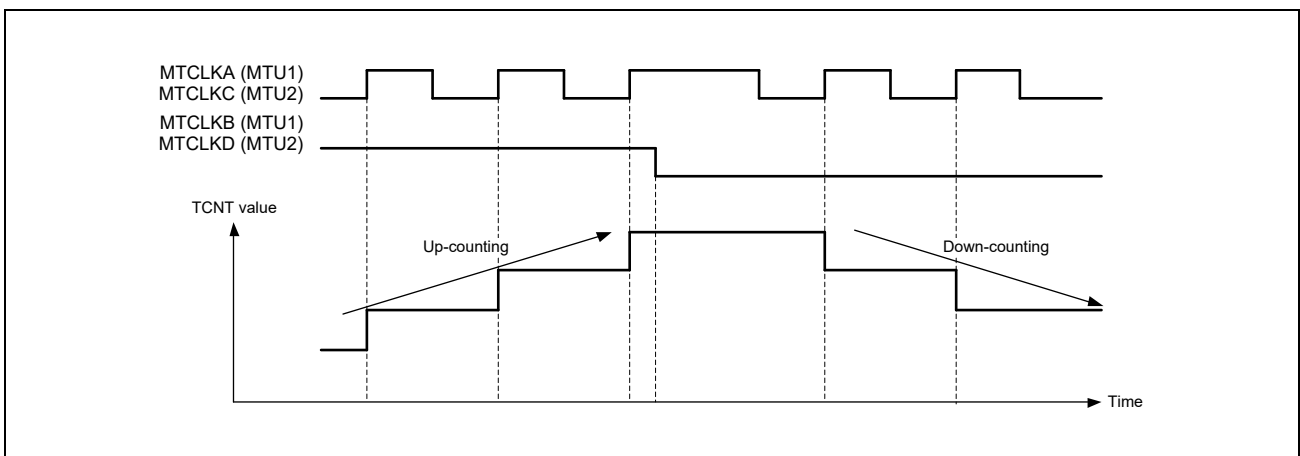 MTCLKA (MTU1)
MTCLKC (MTU2)
MTCLKB (MTU1)
MTCLKD (MTU2)
TCNT value
Up-counting
Down-counting
Time